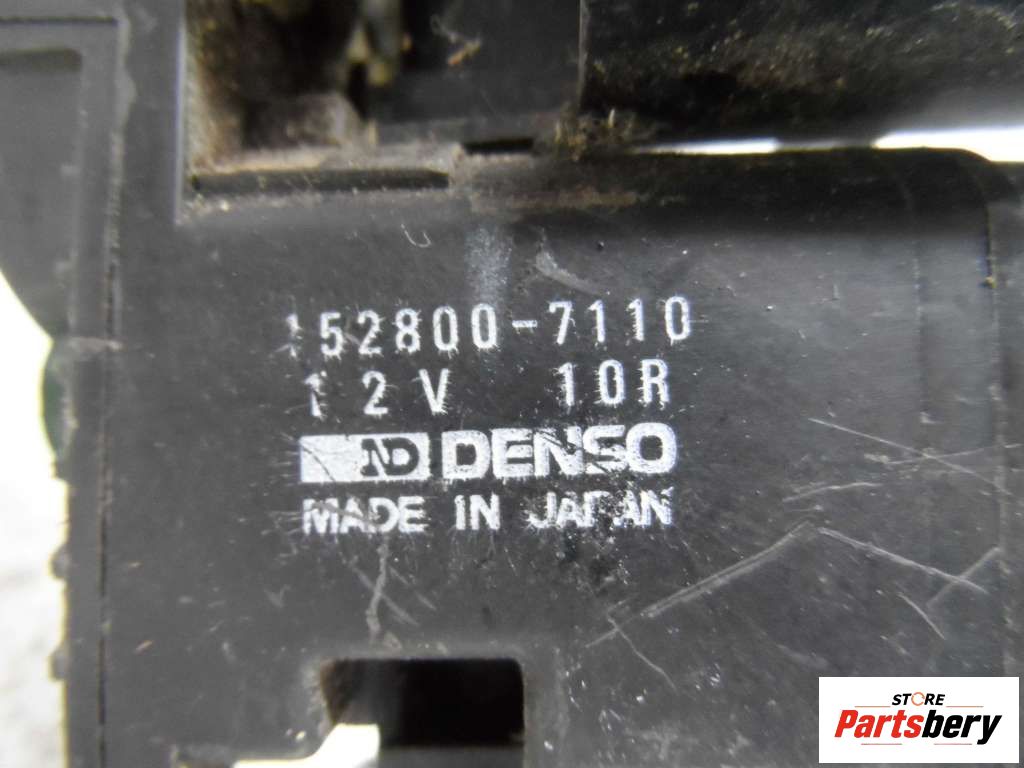 152800-7110
12V 10R
ND DENSO
MADE IN JAPAN
STORE
Partsbery